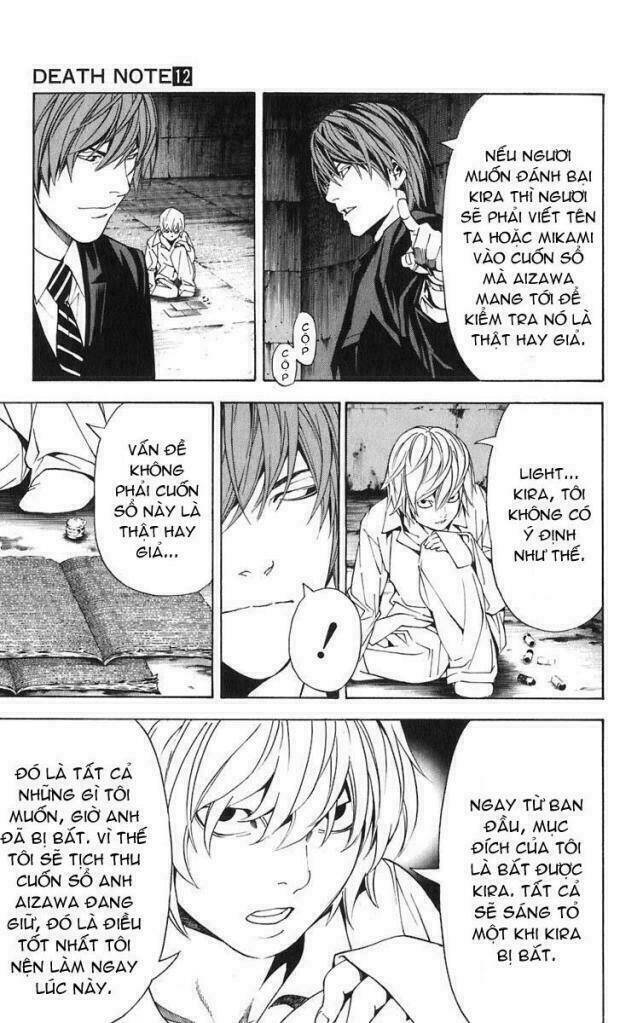 DEATH NOTE 12
NẾU NGƯƠI
MUỐN ĐÁNH BẠI
KIRA THÌ NGƯƠI
SẼ PHẢI VIẾT TÊN
TA HOẶC MIKAMI
VÀO CUỐN SỔ
MÀ AIZAWA
MANG TỚI ĐỂ
KIỂM TRA NÓ LÀ
THẬT HAY GIẢ.
CỘP
CỘP
LIGHT...
KIRA, TÔI
KHÔNG CÓ
Ý ĐỊNH
NHƯ THẾ.
!
VẤN ĐỀ
KHÔNG
PHẢI CUỐN
SỔ NÀY LÀ
THẬT HAY
GIẢ...
NGAY TỪ BAN
ĐẦU, MỤC
ĐÍCH CỦA TÔI
LÀ BẮT ĐƯỢC
KIRA. TẤT CẢ
SẼ SÁNG TỎ
MỘT KHI KIRA
BỊ BẮT.
ĐÓ LÀ TẤT CẢ
NHỮNG GÌ TÔI
MUỐN, GIỜ ANH
ĐÃ BỊ BẮT. VÌ THẾ
TÔI SẼ TỊCH THU
CUỐN SỔ ANH
AIZAWA ĐANG
GIỮ, ĐÓ LÀ ĐIỀU
TỐT NHẤT TÔI
NỆN LÀM NGAY
LÚC NÀY.